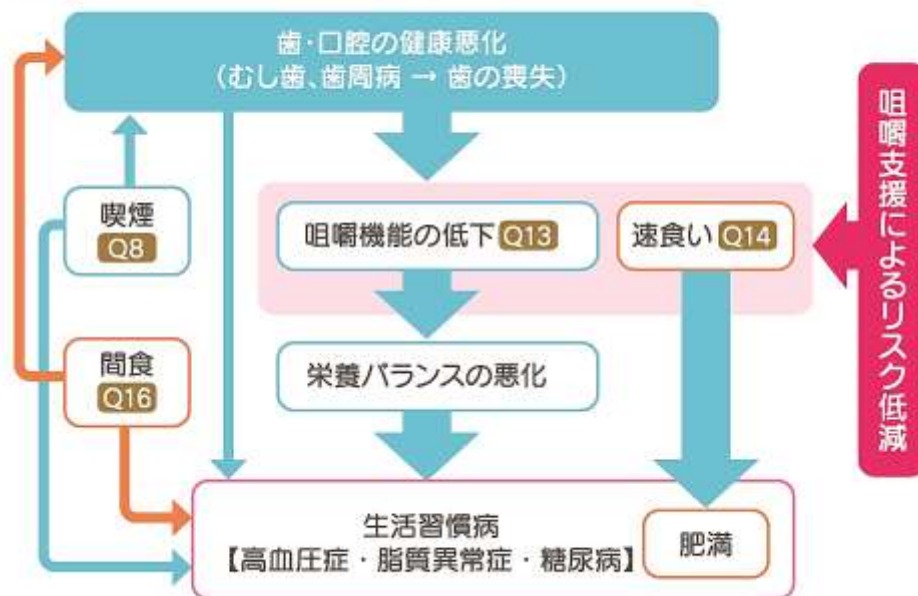 歯・口腔の健康悪化
（むし歯、歯周病 → 歯の喪失）
喫煙
Q8
間食
Q16
咀嚼機能の低下 Q13
速食い Q14
栄養バランスの悪化
生活習慣病
【高血圧症・脂質異常症・糖尿病】
肥満
咀嚼支援によるリスク低減